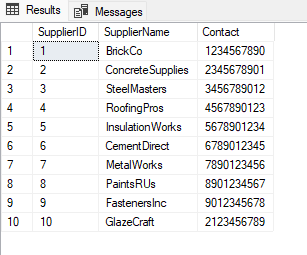 Results Messages
SupplierID SupplierName Contact
1 1 BrickCo 1234567890
2 2 ConcreteSupplies 2345678901
3 3 SteelMasters 3456789012
4 4 RoofingPros 4567890123
5 5 InsulationWorks 5678901234
6 6 CementDirect 6789012345
7 7 MetalWorks 7890123456
8 8 PaintsRUs 8901234567
9 9 FastenersInc 9012345678
10 10 GlazeCraft 2123456789